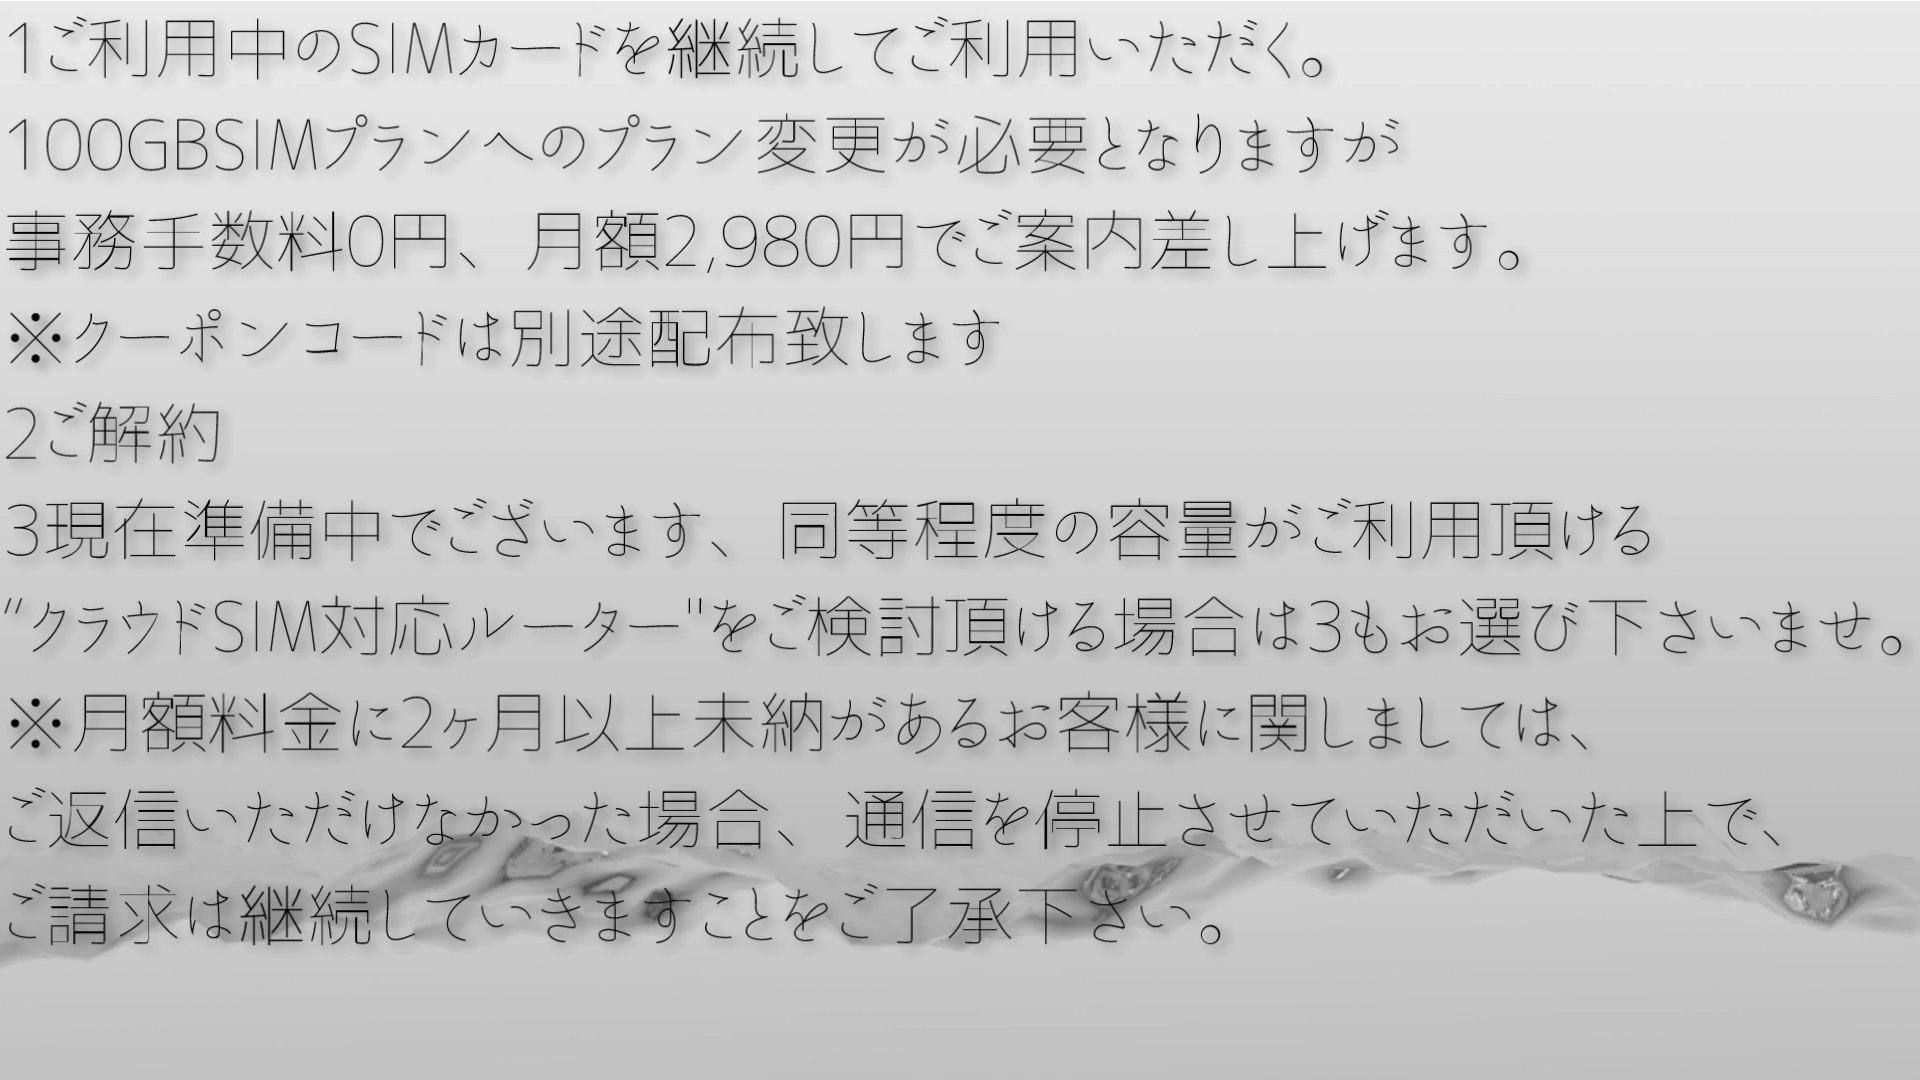 1ご利用中のSIMカードを継続してご利用いただく。
100GBSIMプランへのプラン変更が必要となりますが
事務手数料0円、月額2,980円でご案内差し上げます。
※クーポンコードは別途配布致します
2ご解約
3現在準備中でございます、同等程度の容量がご利用頂ける
“クラウドSIM対応ルーター"をご検討頂ける場合は3もお選び下さいませ。
※月額料金に2ヶ月以上未納があるお客様に関しましては、
ご返信いただけなかった場合、通信を停止させていただいた上で、
ご請求は継続していきますことをご了承下さい。